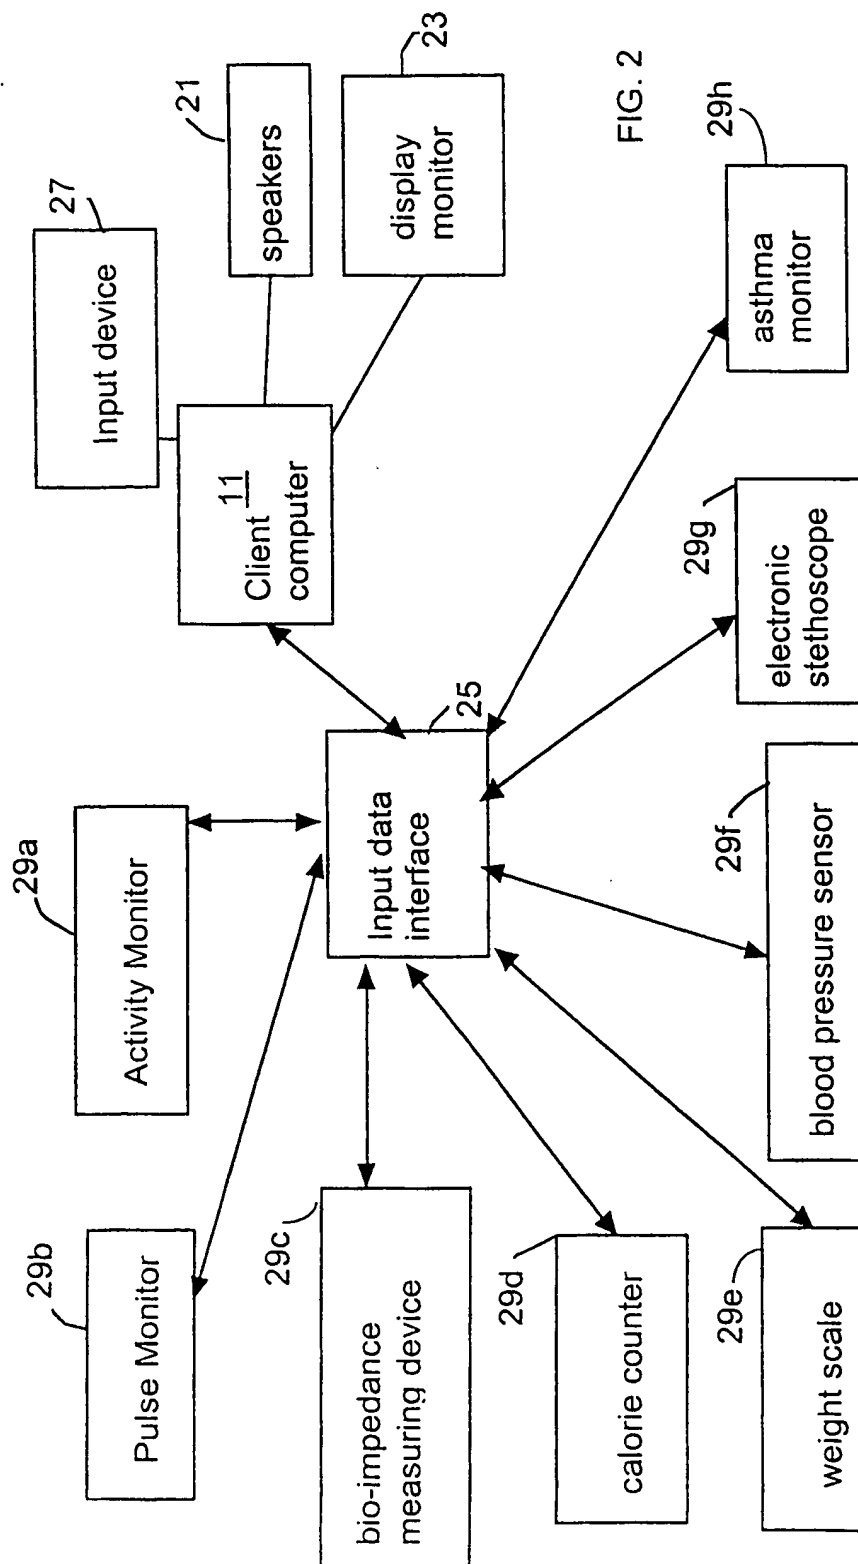 29b
Pulse Monitor
29a
Activity Monitor
27
Input device
21
speakers
23
display
monitor
Client 11
computer
25
Input data
interface
29c
bio-impedance
measuring device
29d
calorie counter
29e
weight scale
29f
blood pressure sensor
29g
electronic
stethoscope
29h
asthma
monitor
FIG. 2